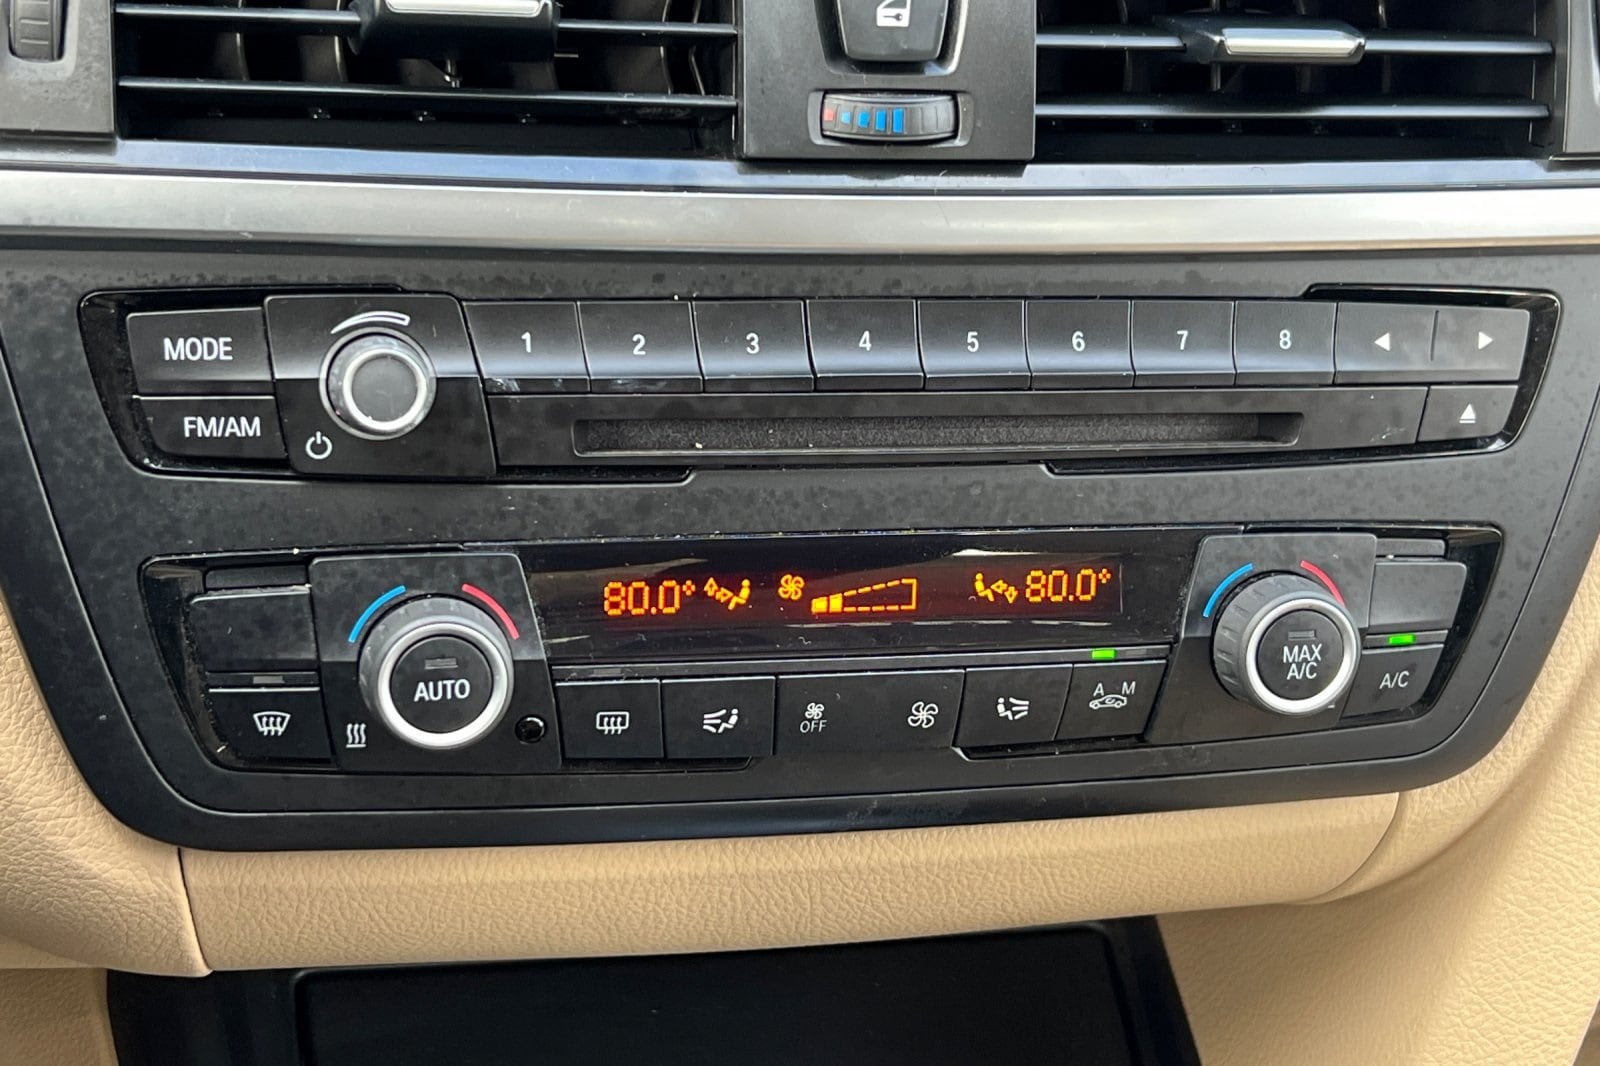 MODE
1 2 3 4 5 6 7 8
FM/AM
80.0° 80.0°
AUTO
MAX
A/C
A/C
OFF
A M